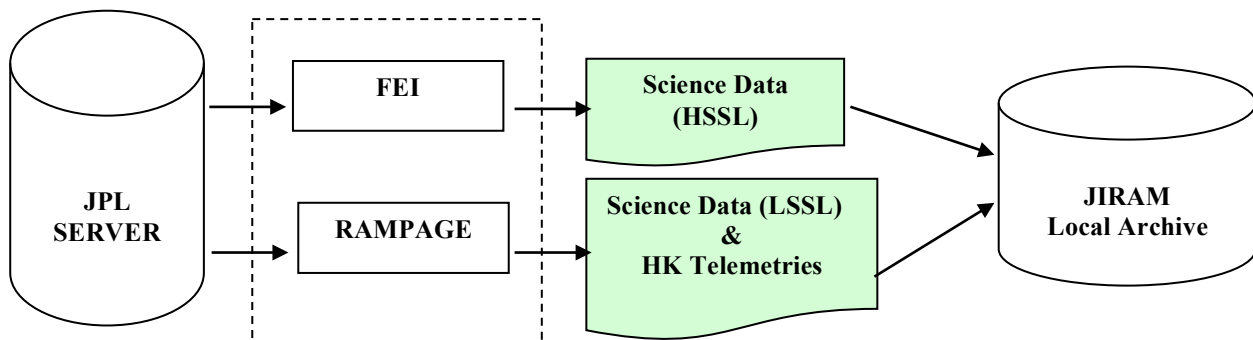 JPL
SERVER
FEI
RAMPAGE
Science Data
(HSSL)
Science Data (LSSL)
&
HK Telemetries
JIRAM
Local Archive